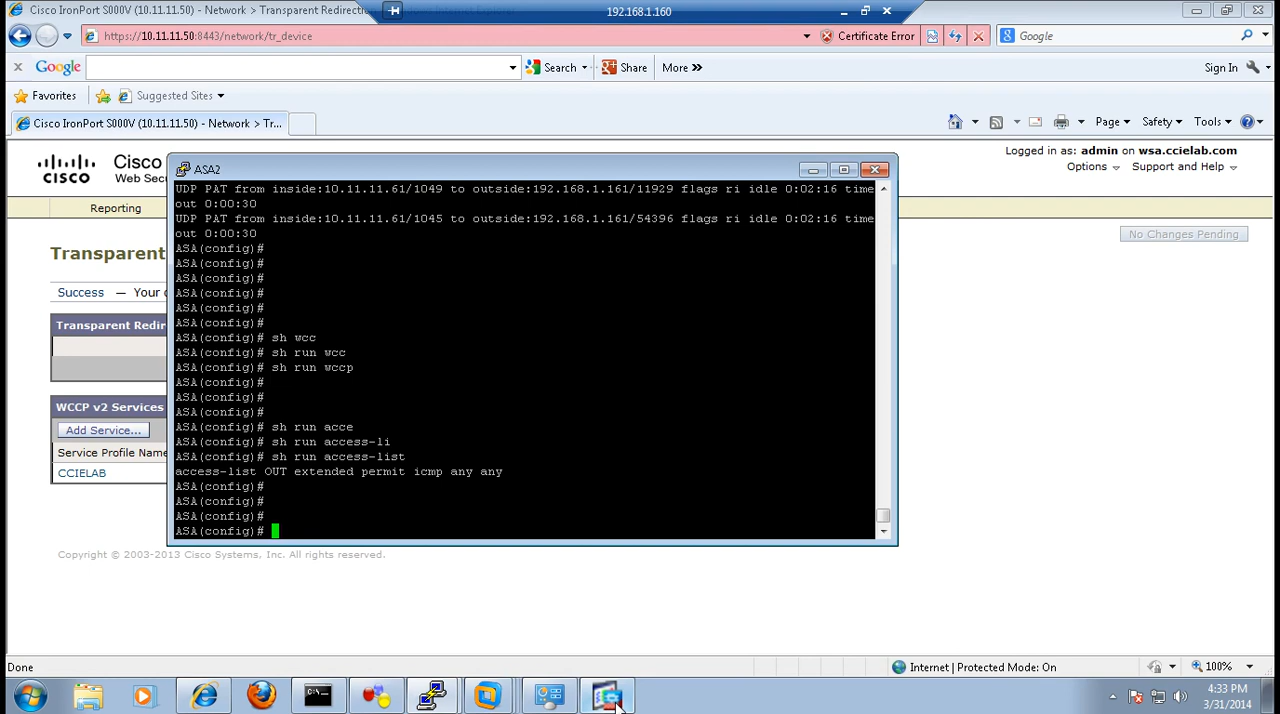 Cisco IronPort S000V (10.11.11.50) - Network > Transparent Redirection
192.168.1.160
https://10.11.11.50:8443/network/tr_device
Certificate Error
Google
Google
Search
Share
More »
Sign In
Favorites
Suggested Sites
Cisco IronPort S000V (10.11.11.50) - Network > Tr...
Page
Safety
Tools
Cisco
Web Sec
cisco
Logged in as: admin on wsa.ccielab.com
Options
Support and Help
Reporting
Transparent
No Changes Pending
Success — Your c
Transparent Redir
WCCP v2 Services
Add Service...
Service Profile Name
CCIELAB
Copyright © 2003-2013 Cisco Systems, Inc. All rights reserved.
ASA2
UDP PAT from inside:10.11.11.61/1049 to outside:192.168.1.161/11929 flags ri idle 0:02:16 time
out 0:00:30
UDP PAT from inside:10.11.11.61/1045 to outside:192.168.1.161/54396 flags ri idle 0:02:16 time
out 0:00:30
ASA(config)#
ASA(config)#
ASA(config)#
ASA(config)#
ASA(config)#
ASA(config)#
ASA(config)# sh wcc
ASA(config)# sh run wcc
ASA(config)# sh run wccp
ASA(config)#
ASA(config)#
ASA(config)#
ASA(config)# sh run acce
ASA(config)# sh run access-li
ASA(config)# sh run access-list
access-list OUT extended permit icmp any any
ASA(config)#
ASA(config)#
ASA(config)#
ASA(config)#
Done
Internet | Protected Mode: On
100%
4:33 PM
3/31/2014